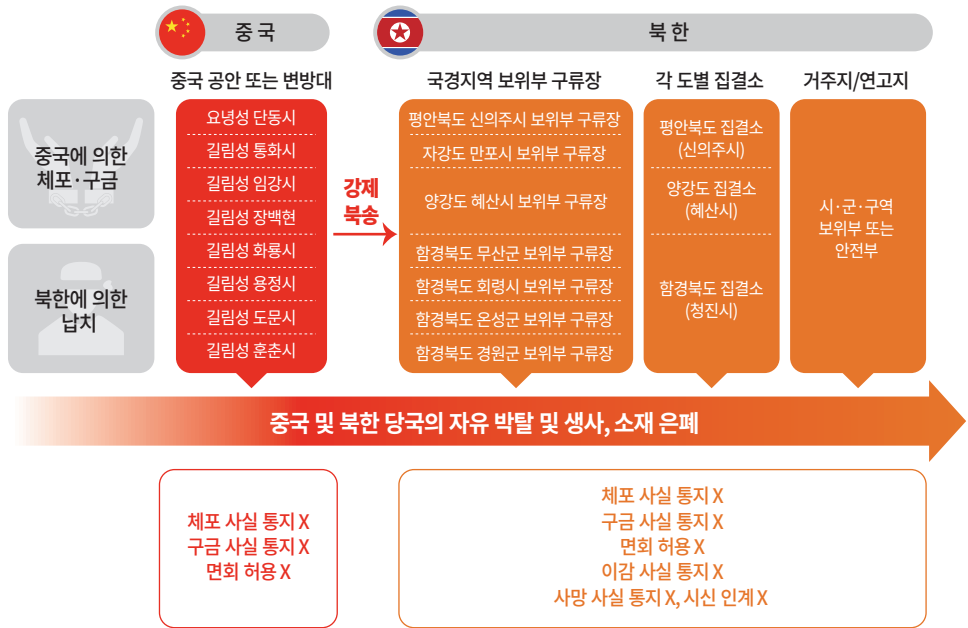 중국
북한
중국 공안 또는 변방대
국경지역 보위부 구류장
각 도별 집결소
거주지/연고지
중국에 의한
체포·구금
북한에 의한
납치
요녕성 단동시
길림성 통화시
길림성 임강시
길림성 장백현
길림성 화룡시
길림성 용정시
길림성 도문시
길림성 훈춘시
강제
북송
평안북도 신의주시 보위부 구류장
자강도 만포시 보위부 구류장
양강도 혜산시 보위부 구류장
함경북도 무산군 보위부 구류장
함경북도 회령시 보위부 구류장
함경북도 온성군 보위부 구류장
함경북도 경원군 보위부 구류장
평안북도 집결소
(신의주시)
양강도 집결소
(혜산시)
함경북도 집결소
(청진시)
시·군·구역
보위부 또는
안전부
중국 및 북한 당국의 자유 박탈 및 생사, 소재 은폐
체포 사실 통지 X
구금 사실 통지 X
면회 허용 X
체포 사실 통지 X
구금 사실 통지 X
면회 허용 X
이감 사실 통지 X
사망 사실 통지 X, 시신 인계 X